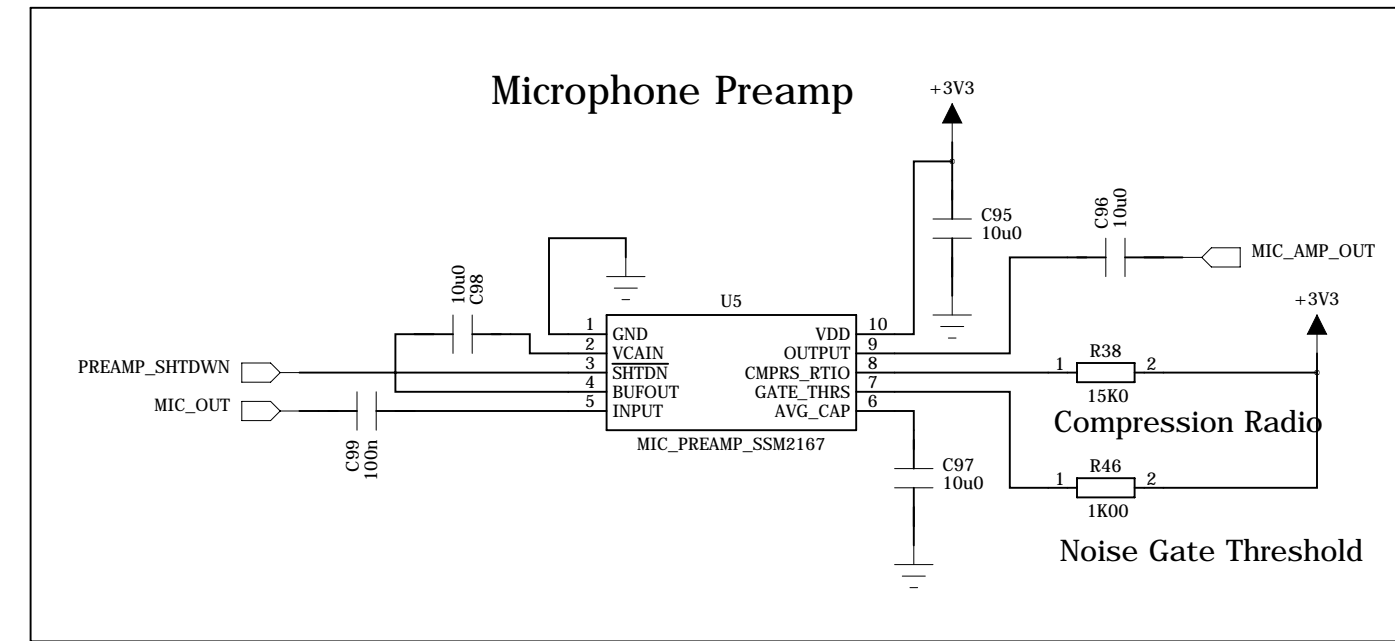 Microphone Preamp
+3V3
C95
10u0
C96
10u0
MIC_AMP_OUT
+3V3
10u0
C98
U5
1
GND
VDD
10
2
VCAIN
OUTPUT
9
PREAMP_SHTDWN
3
SHTDN
CMPRS_RTIO
8
1
R38
2
15K0
4
BUFOUT
GATE_THRS
7
MIC_OUT
5
INPUT
AVG_CAP
6
Compression Radio
MIC_PREAMP_SSM2167
C99
100n
C97
10u0
1
R46
2
1K00
Noise Gate Threshold